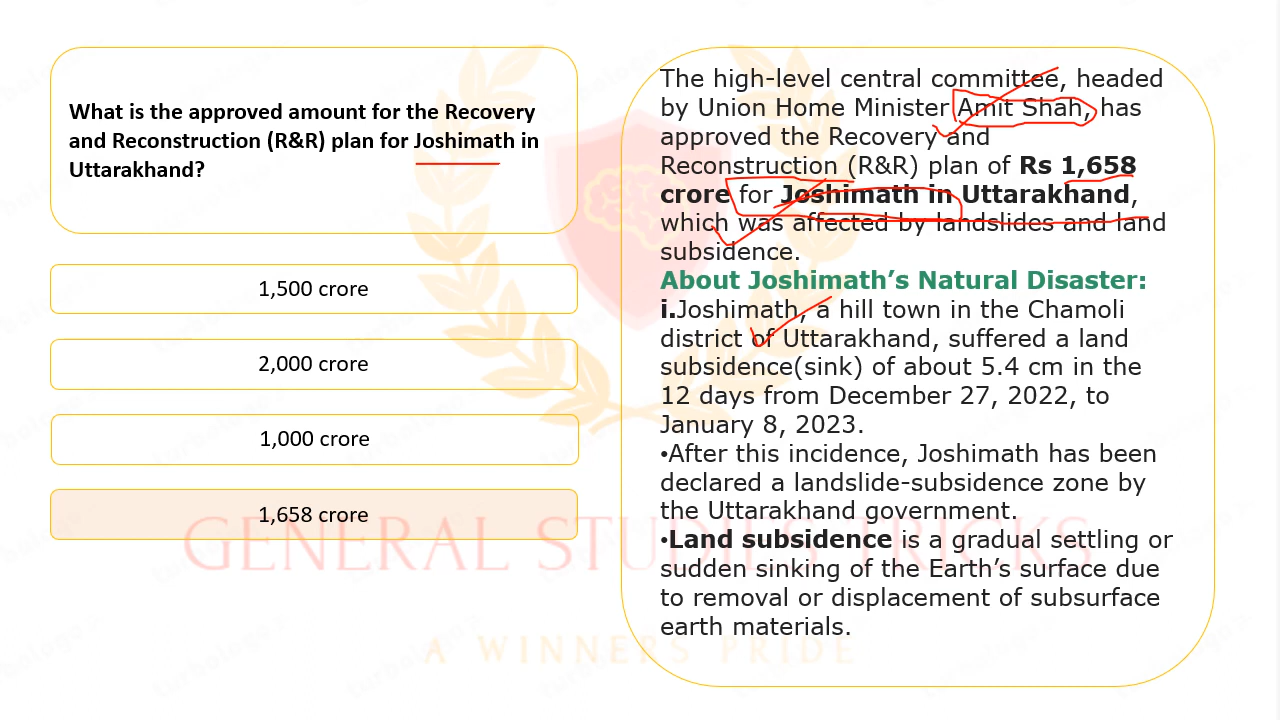 What is the approved amount for the Recovery
and Reconstruction (R&R) plan for Joshimath in
Uttarakhand?
1,500 crore
2,000 crore
1,000 crore
1,658 crore
The high-level central committee, headed
by Union Home Minister Amit Shah, has
approved the Recovery and
Reconstruction (R&R) plan of Rs 1,658
crore for Joshimath in Uttarakhand,
which was affected by landslides and land
subsidence.
About Joshimath’s Natural Disaster:
i.Joshimath, a hill town in the Chamoli
district of Uttarakhand, suffered a land
subsidence(sink) of about 5.4 cm in the
12 days from December 27, 2022, to
January 8, 2023.
•After this incidence, Joshimath has been
declared a landslide-subsidence zone by
the Uttarakhand government.
•Land subsidence is a gradual settling or
sudden sinking of the Earth’s surface due
to removal or displacement of subsurface
earth materials.
GENERAL STUDIES TRICKS
A WINNERS PRIDE